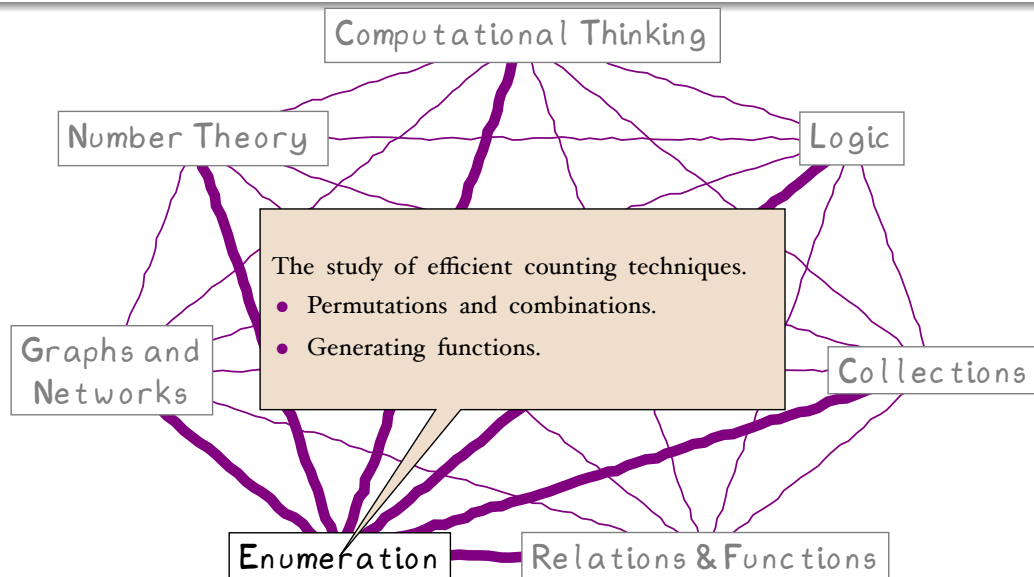 Computational Thinking
Number Theory
Logic
The study of efficient counting techniques.
• Permutations and combinations.
• Generating functions.
Graphs and
Networks
Collections
Enumeration
Relations & Functions